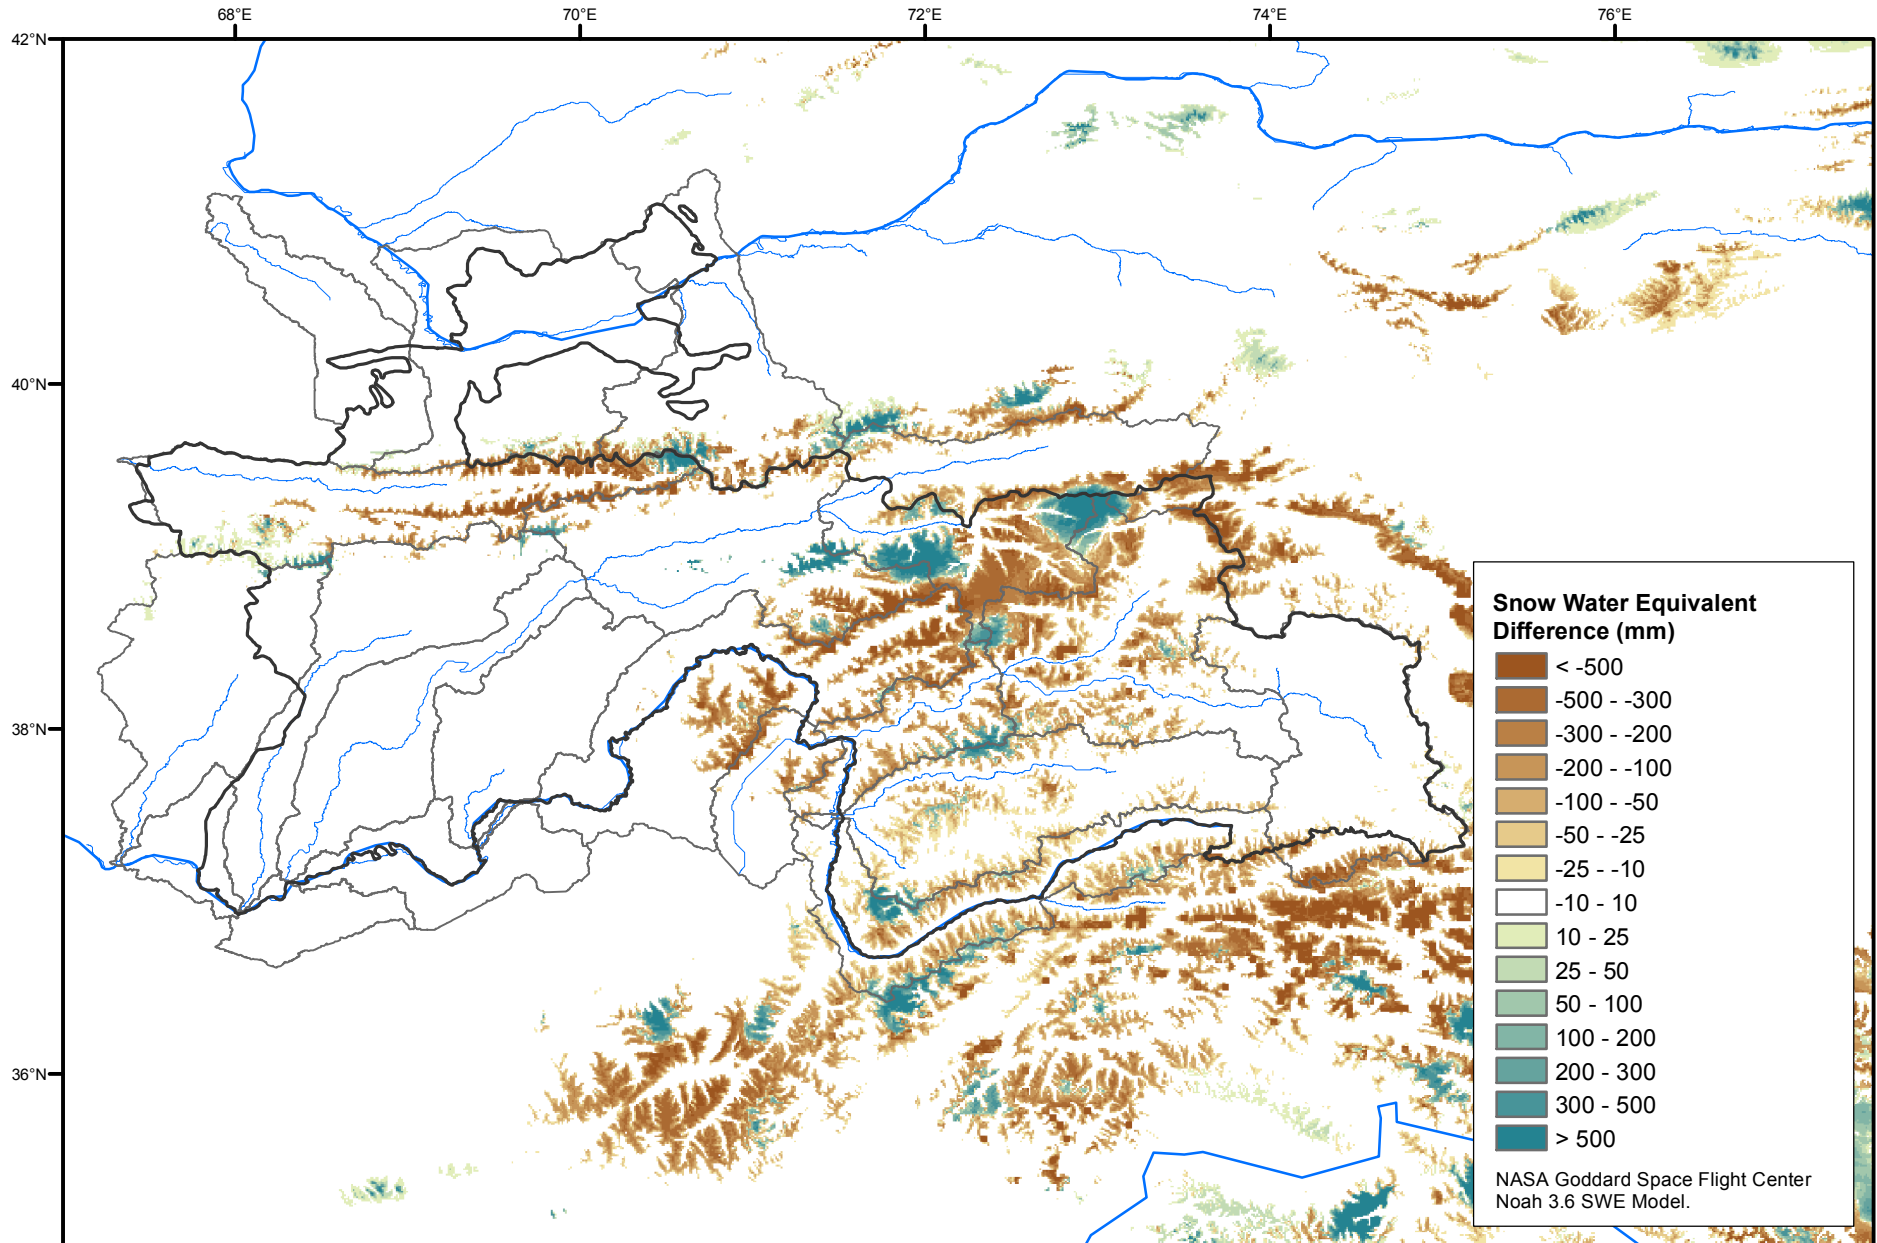 68°E 70°E 72°E 74°E 76°E
42°N
40°N
38°N
36°N
Snow Water Equivalent
Difference (mm)
< -500
-500 - -300
-300 - -200
-200 - -100
-100 - -50
-50 - -25
-25 - -10
-10 - 10
10 - 25
25 - 50
50 - 100
100 - 200
200 - 300
300 - 500
> 500
NASA Goddard Space Flight Center
Noah 3.6 SWE Model.